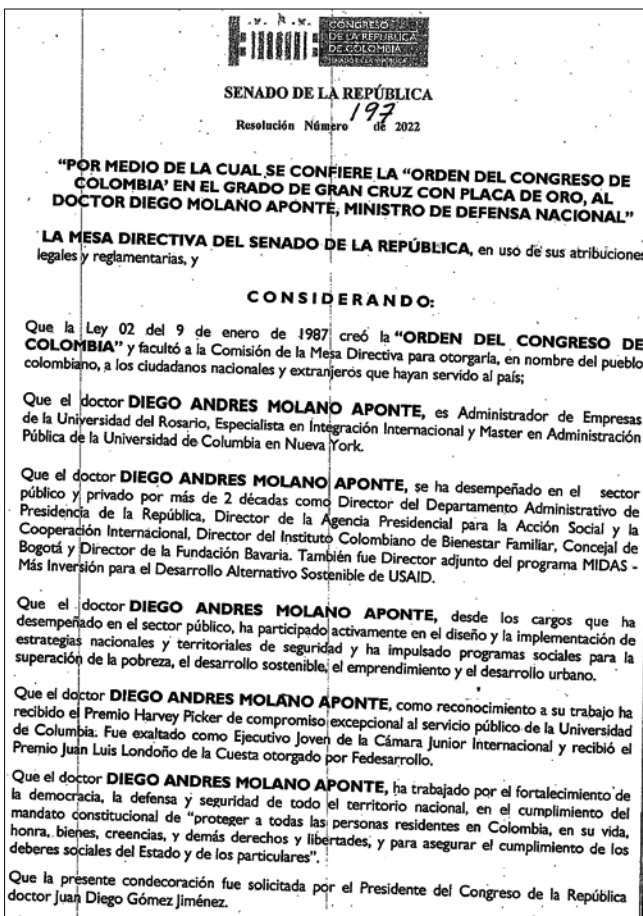 CONGRESO
DE LA REPÚBLICA
DE COLOMBIA
SENADO DE LA REPÚBLICA
Resolución Número 197 de 2022
“POR MEDIO DE LA CUAL SE CONFIERE LA “ORDEN DEL CONGRESO DE
COLOMBIA’ EN EL GRADO DE GRAN CRUZ CON PLACA DE ORO, AL
DOCTOR DIEGO MOLANO APONTE, MINISTRO DE DEFENSA NACIONAL”
LA MESA DIRECTIVA DEL SENADO DE LA REPÚBLICA, en uso de sus atribuciones
legales y reglamentarias, y
CONSIDERANDO:
Que la Ley 02 del 9 de enero de 1987 creó la “ORDEN DEL CONGRESO DE
COLOMBIA” y facultó a la Comisión de la Mesa Directiva para otorgarla, en nombre del pueblo
colombiano, a los ciudadanos nacionales y extranjeros que hayan servido al país;
Que el doctor DIEGO ANDRES MOLANO APONTE, es Administrador de Empresas
de la Universidad del Rosario, Especialista en Integración Internacional y Master en Administración
Pública de la Universidad de Columbia en Nueva York.
Que el doctor DIEGO ANDRES MOLANO APONTE, se ha desempeñado en el sector
público y privado por más de 2 décadas como Director del Departamento Administrativo de
Presidencia de la República, Director de la Agencia Presidencial para la Acción Social y la
Cooperación Internacional, Director del Instituto Colombiano de Bienestar Familiar, Concejal de
Bogotá y Director de la Fundación Bavaria. También fue Director adjunto del programa MIDAS -
Más Inversión para el Desarrollo Alternativo Sostenible de USAID.
Que el doctor DIEGO ANDRES MOLANO APONTE, desde los cargos que ha
desempeñado en el sector público, ha participado activamente en el diseño y la implementación de
estrategias nacionales y territoriales de seguridad y ha impulsado programas sociales para la
superación de la pobreza, el desarrollo sostenible, el emprendimiento y el desarrollo urbano.
Que el doctor DIEGO ANDRES MOLANO APONTE, como reconocimiento a su trabajo ha
recibido el Premio Harvey Picker de compromiso excepcional al servicio público de la Universidad
de Columbia. Fue exaltado como Ejecutivo Joven de la Cámara Junior Internacional y recibió el
Premio Juan Luis Londoño de la Cuesta otorgado por Fedesarrollo.
Que el doctor DIEGO ANDRES MOLANO APONTE, ha trabajado por el fortalecimiento de
la democracia, la defensa y seguridad de todo el territorio nacional, en el cumplimiento del
mandato constitucional de “proteger a todas las personas residentes en Colombia, en su vida,
honra, bienes, creencias, y demás derechos y libertades, y para asegurar el cumplimiento de los
deberes sociales del Estado y de los particulares”.
Que la presente condecoración fue solicitada por el Presidente del Congreso de la República
doctor Juan Diego Gómez Jiménez.